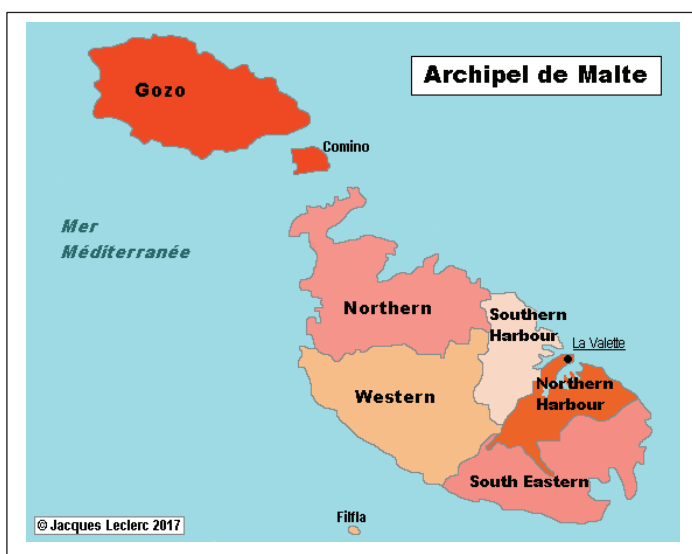 Archipel de Malte
Gozo
Comino
Mer
Méditerranée
Northern
Southern
Harbour
La Valette
Northern
Harbour
Western
South Eastern
Filfla
© Jacques Leclerc 2017